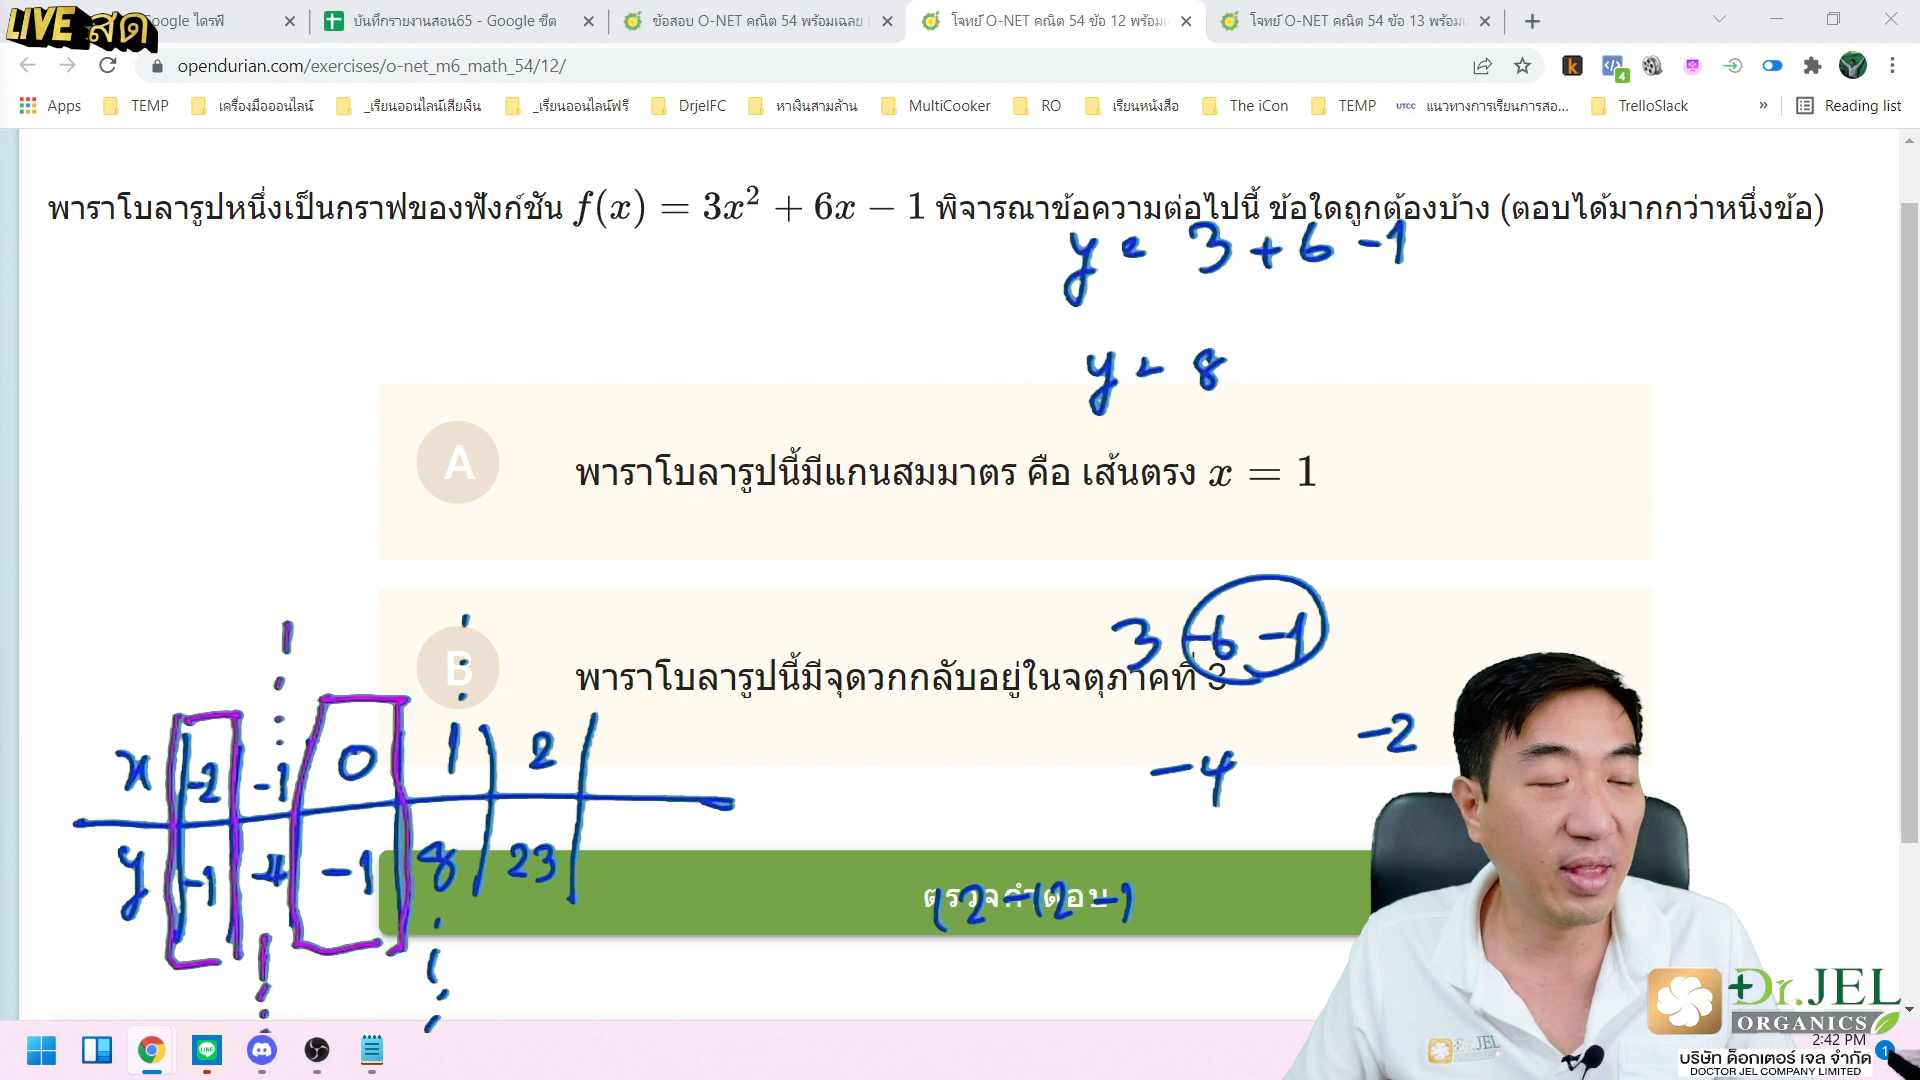 LIVE สด
Google ไดรฟ์
บันทึกรายงานสอน65 - Google ชีต
ข้อสอบ O-NET คณิต 54 พร้อมเฉลย |
โจทย์ O-NET คณิต 54 ข้อ 12 พร้อม
โจทย์ O-NET คณิต 54 ข้อ 13 พร้อม
opendurian.com/exercises/o-net_m6_math_54/12/
4
Apps TEMP เครื่องมือออนไลน์ _เรียนออนไลน์เสียเงิน _เรียนออนไลน์ฟรี DrjelFC หาเงินสามล้าน MultiCooker RO เรียนหนังสือ The iCon TEMP UTCC แนวทางการเรียนการสอ... TrelloSlack » Reading list
พาราโบลารูปหนึ่งเป็นกราฟของฟังก์ชัน f(x) = 3x² + 6x − 1 พิจารณาข้อความต่อไปนี้ ข้อใดถูกต้องบ้าง (ตอบได้มากกว่าหนึ่งข้อ)
y = 3 + 6 -1
y = 8
A พาราโบลารูปนี้มีแกนสมมาตร คือ เส้นตรง x = 1
3 -6 -1
B พาราโบลารูปนี้มีจุดวกกลับอยู่ในจตุภาคที่ 3
-4 -2
x -2 -1 0 1 2
y -1 -4 -1 8 23
ตรวจคำตอบ
12 -12 -1
Dr.JEL
ORGANICS
Dr.JEL
2:42 PM
1
บริษัท ด็อกเตอร์ เจล จำกัด
DOCTOR JEL COMPANY LIMITED